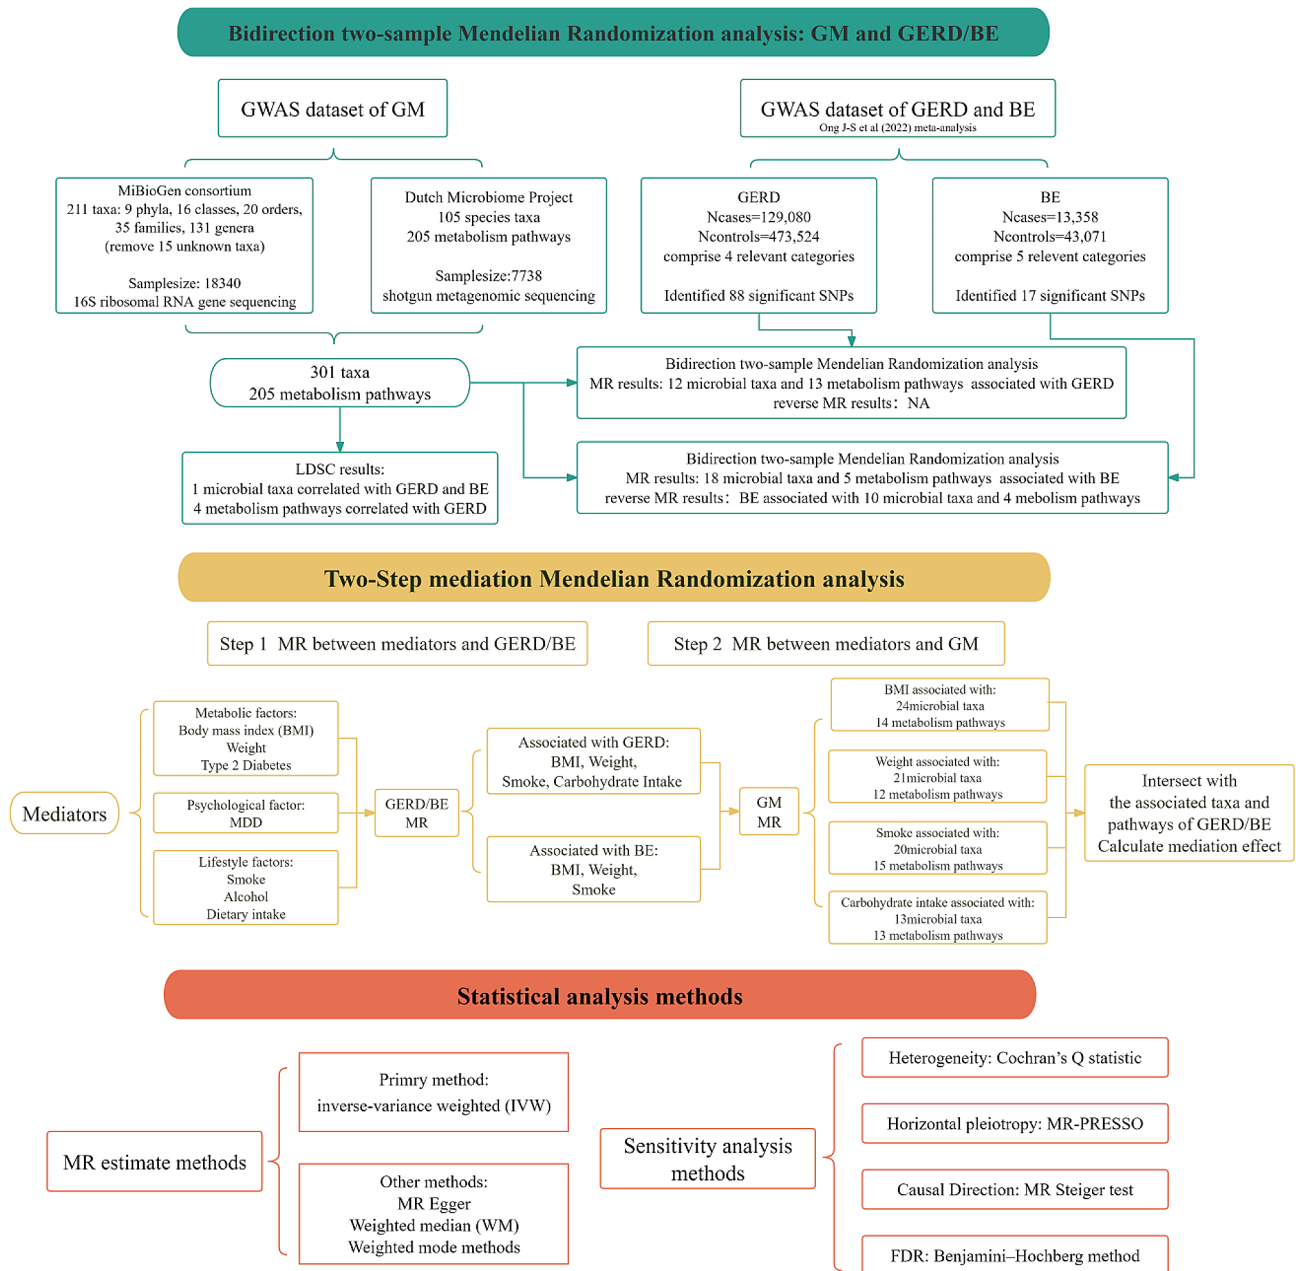 Bidirection two-sample Mendelian Randomization analysis: GM and GERD/BE
GWAS dataset of GM
GWAS dataset of GERD and BE
Ong J-S et al (2022) meta-analysis
MiBioGen consortium
211 taxa: 9 phyla, 16 classes, 20 orders,
35 families, 131 genera
(remove 15 unknown taxa)
Samplesize: 18340
16S ribosomal RNA gene sequencing
Dutch Microbiome Project
105 species taxa
205 metabolism pathways
Samplesize:7738
shotgun metagenomic sequencing
GERD
Ncases=129,080
Ncontrols=473,524
comprise 4 relevant categories
Identified 88 significant SNPs
BE
Ncases=13,358
Ncontrols=43,071
comprise 5 relevent categories
Identified 17 significant SNPs
301 taxa
205 metabolism pathways
Bidirection two-sample Mendelian Randomization analysis
MR results: 12 microbial taxa and 13 metabolism pathways associated with GERD
reverse MR results: NA
LDSC results:
1 microbial taxa correlated with GERD and BE
4 metabolism pathways correlated with GERD
Bidirection two-sample Mendelian Randomization analysis
MR results: 18 microbial taxa and 5 metabolism pathways associated with BE
reverse MR results: BE associated with 10 microbial taxa and 4 mebolism pathways
Two-Step mediation Mendelian Randomization analysis
Step 1 MR between mediators and GERD/BE
Step 2 MR between mediators and GM
Mediators
Metabolic factors:
Body mass index (BMI)
Weight
Type 2 Diabetes
Psychological factor:
MDD
Lifestyle factors:
Smoke
Alcohol
Dietary intake
GERD/BE
MR
Associated with GERD:
BMI, Weight,
Smoke, Carbohydrate Intake
Associated with BE:
BMI, Weight,
Smoke
GM
MR
BMI associated with:
24microbial taxa
14 metabolism pathways
Weight associated with:
21microbial taxa
12 metabolism pathways
Smoke associated with:
20microbial taxa
15 metabolism pathways
Carbohydrate intake associated with:
13microbial taxa
13 metabolism pathways
Intersect with
the associated taxa and
pathways of GERD/BE
Calculate mediation effect
Statistical analysis methods
MR estimate methods
Primry method:
inverse-variance weighted (IVW)
Other methods:
MR Egger
Weighted median (WM)
Weighted mode methods
Sensitivity analysis
methods
Heterogeneity: Cochran's Q statistic
Horizontal pleiotropy: MR-PRESSO
Causal Direction: MR Steiger test
FDR: Benjamini–Hochberg method